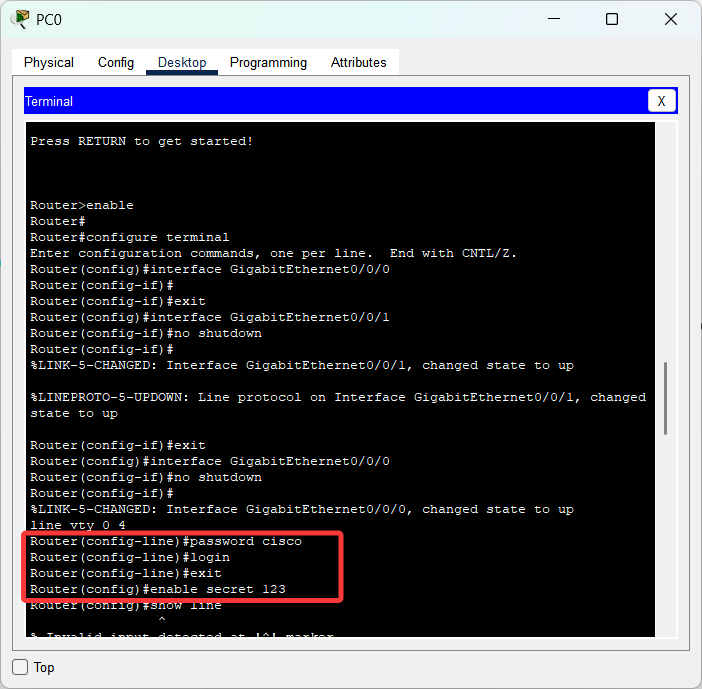 PC0
Physical Config Desktop Programming Attributes
Terminal
X
Press RETURN to get started!
Router>enable
Router#
Router#configure terminal
Enter configuration commands, one per line.  End with CNTL/Z.
Router(config)#interface GigabitEthernet0/0/0
Router(config-if)#
Router(config-if)#exit
Router(config)#interface GigabitEthernet0/0/1
Router(config-if)#no shutdown
Router(config-if)#
%LINK-5-CHANGED: Interface GigabitEthernet0/0/1, changed state to up
%LINEPROTO-5-UPDOWN: Line protocol on Interface GigabitEthernet0/0/1, changed
state to up
Router(config-if)#exit
Router(config)#interface GigabitEthernet0/0/0
Router(config-if)#no shutdown
Router(config-if)#
%LINK-5-CHANGED: Interface GigabitEthernet0/0/0, changed state to up
line vty 0 4
Router(config-line)#password cisco
Router(config-line)#login
Router(config-line)#exit
Router(config)#enable secret 123
Router(config)#show line
^
% Invalid input detected at '^' marker
Top